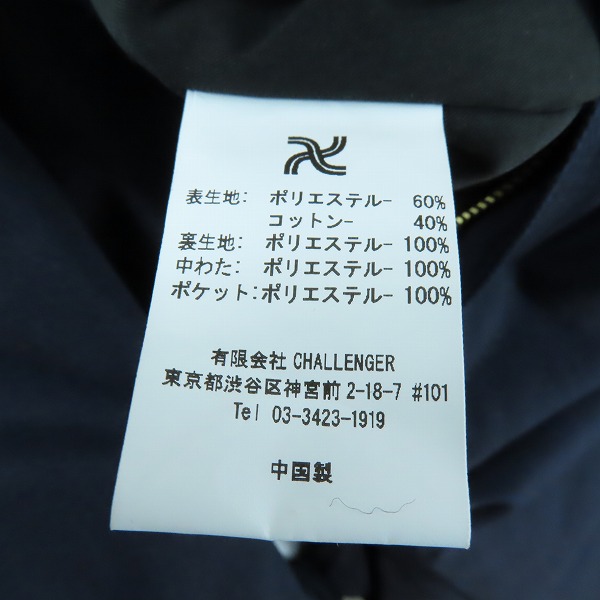 表生地: ポリエステル- 60%
コットン- 40%
裏生地: ポリエステル- 100%
中わた: ポリエステル- 100%
ポケット:ポリエステル- 100%
有限会社 CHALLENGER
東京都渋谷区神宮前 2-18-7 #101
Tel 03-3423-1919
中国製